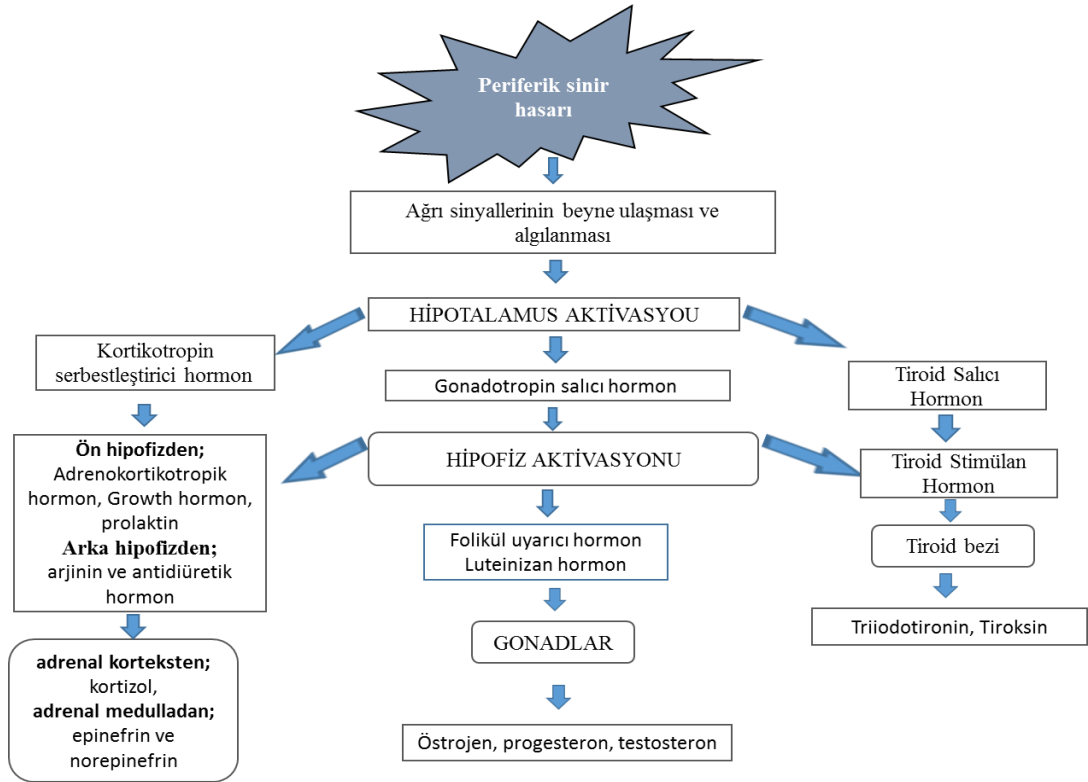 Periferik sinir
hasarı
Ağrı sinyallerinin beyne ulaşması ve
algılanması
HİPOTALAMUS AKTİVASYOU
Kortikotropin
serbestleştirici hormon
Gonadotropin salıcı hormon
Tiroid Salıcı
Hormon
Ön hipofizden;
Adrenokortikotropik
hormon, Growth hormon,
prolaktin
Arka hipofizden;
arjinin ve antidiüretik
hormon
HİPOFİZ AKTİVASYONU
Tiroid Stimülan
Hormon
Folikül uyarıcı hormon
Luteinizan hormon
Tiroid bezi
GONADLAR
Triiodotironin, Tiroksin
adrenal korteksten;
kortizol,
adrenal medulladan;
epinefrin ve
norepinefrin
Östrojen, progesteron, testosteron